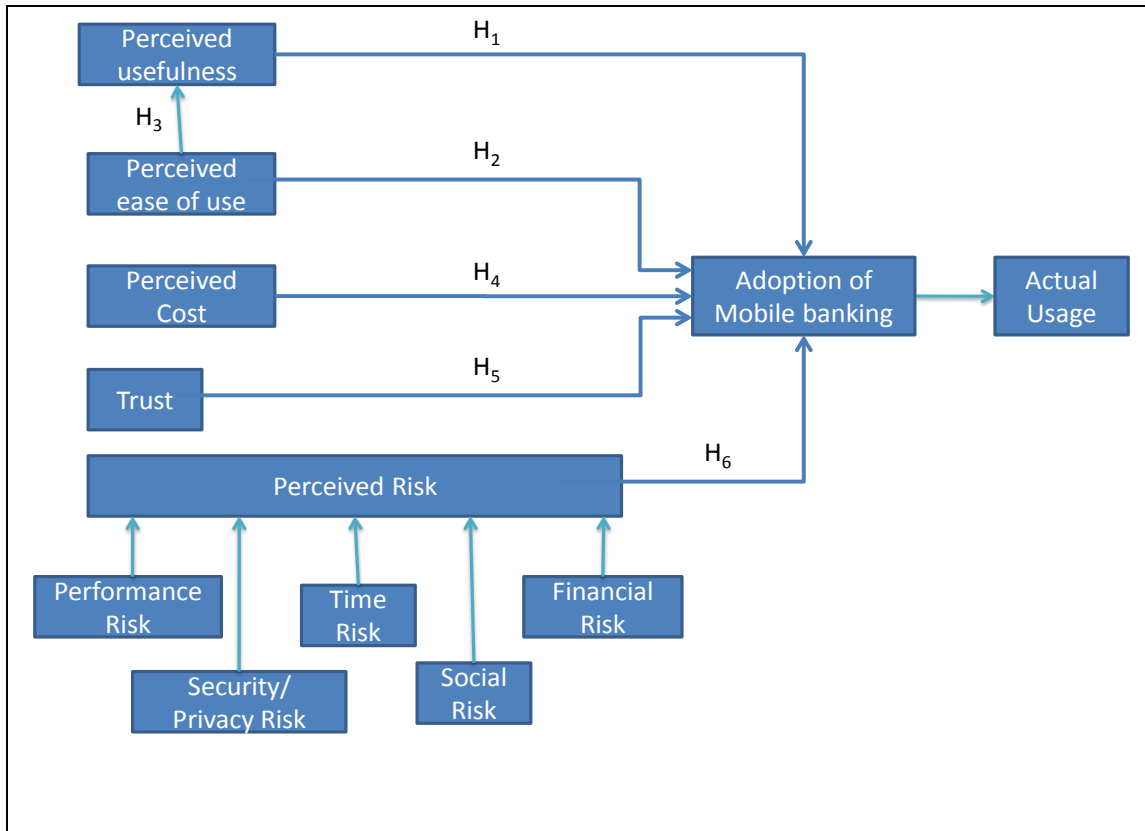 Perceived
usefulness
H₁
H₃
Perceived
ease of use
H₂
Perceived
Cost
H₄
Adoption of
Mobile banking
Actual
Usage
Trust
H₅
Perceived Risk
H₆
Performance
Risk
Time
Risk
Financial
Risk
Security/
Privacy Risk
Social
Risk